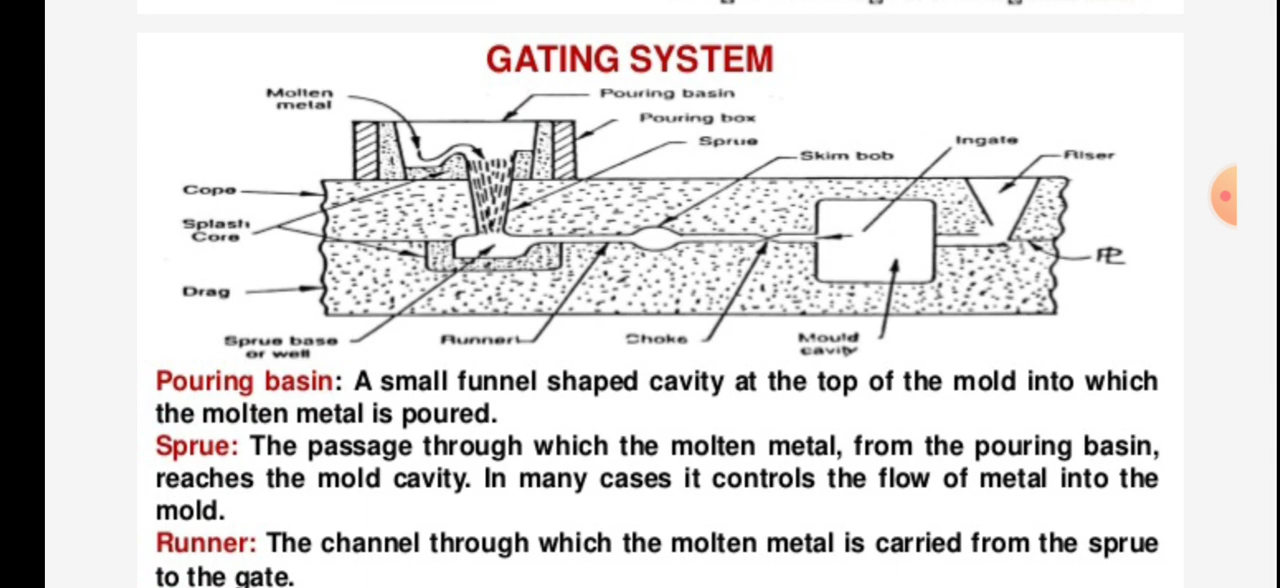 GATING SYSTEM
Molten
metal
Pouring basin
Pouring box
Sprue
Skim bob
Ingate
Riser
Cope
Splash
Core
PL
Drag
Sprue base
or well
Runner
Choke
Mould
cavity
Pouring basin: A small funnel shaped cavity at the top of the mold into which
the molten metal is poured.
Sprue: The passage through which the molten metal, from the pouring basin,
reaches the mold cavity. In many cases it controls the flow of metal into the
mold.
Runner: The channel through which the molten metal is carried from the sprue
to the gate.